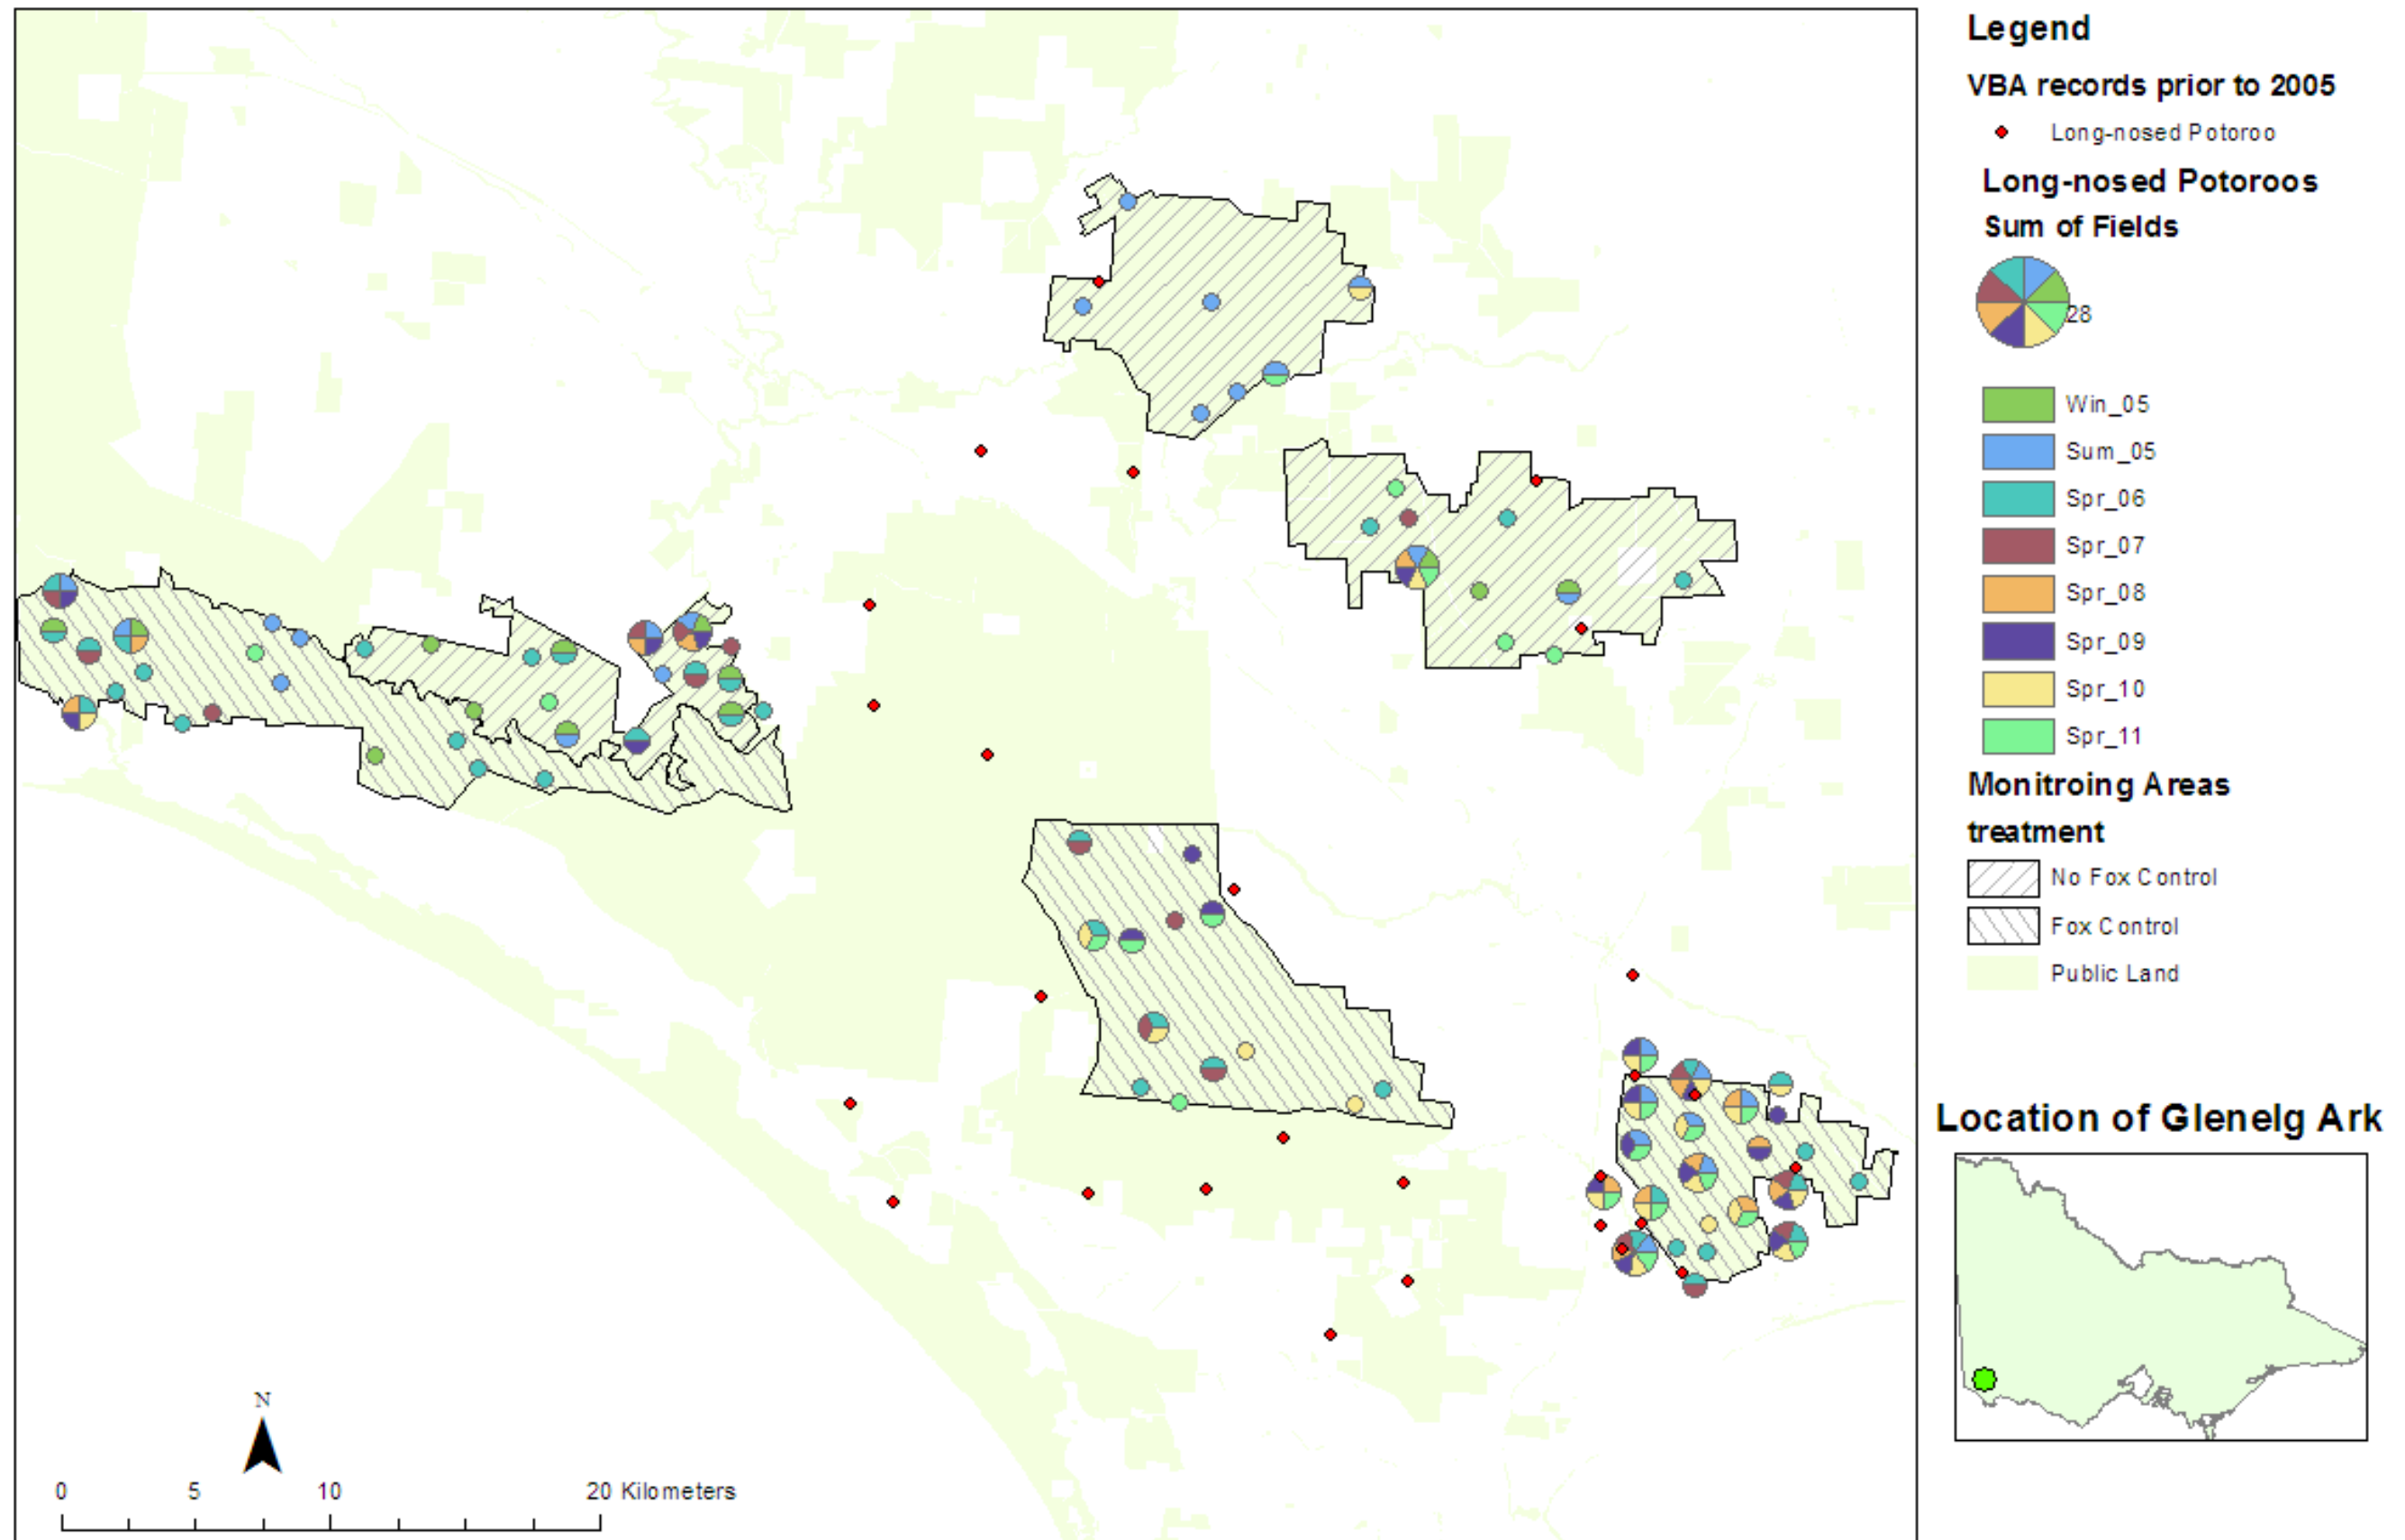 Legend
VBA records prior to 2005
Long-nosed Potoroo
Long-nosed Potoroos
Sum of Fields
28
Win_05
Sum_05
Spr_06
Spr_07
Spr_08
Spr_09
Spr_10
Spr_11
Monitroing Areas
treatment
No Fox Control
Fox Control
Public Land
Location of Glenelg Ark
N
0 5 10 20 Kilometers